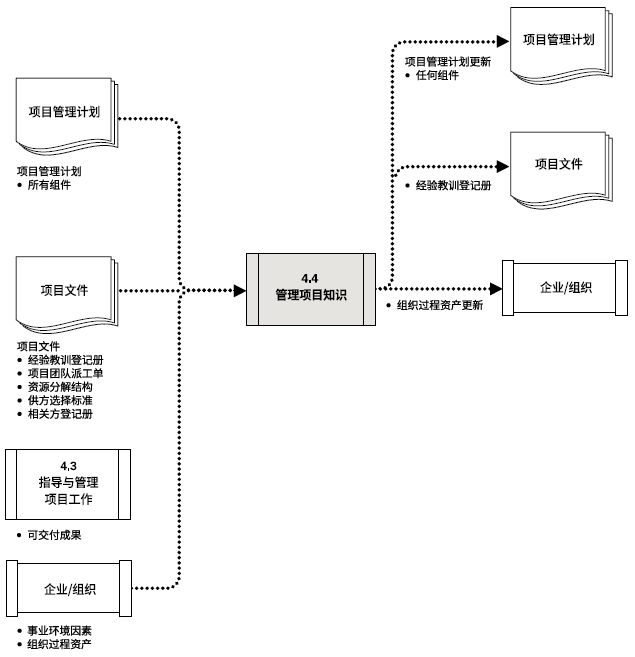 项目管理计划
项目管理计划
● 所有组件
项目文件
项目文件
● 经验教训登记册
● 项目团队派工单
● 资源分解结构
● 供方选择标准
● 相关方登记册
4.3
指导与管理
项目工作
● 可交付成果
企业/组织
● 事业环境因素
● 组织过程资产
4.4
管理项目知识
项目管理计划更新
● 任何组件
项目管理计划
● 经验教训登记册
项目文件
● 组织过程资产更新
企业/组织